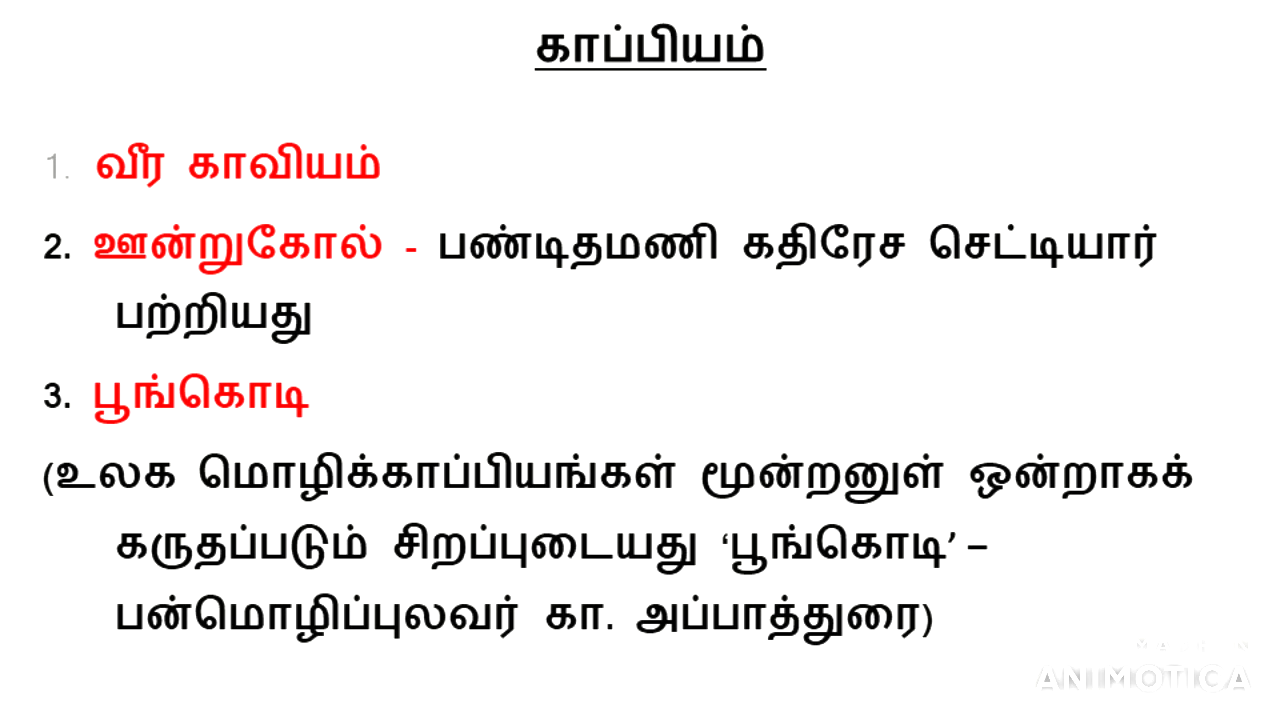 காப்பியம்
1. வீர காவியம்
2. ஊன்றுகோல் - பண்டிதமணி கதிரேச செட்டியார்
பற்றியது
3. பூங்கொடி
(உலக மொழிக்காப்பியங்கள் மூன்றனுள் ஒன்றாகக்
கருதப்படும் சிறப்புடையது ‘பூங்கொடி’ –
பன்மொழிப்புலவர் கா. அப்பாத்துரை)
ANIMOTICA